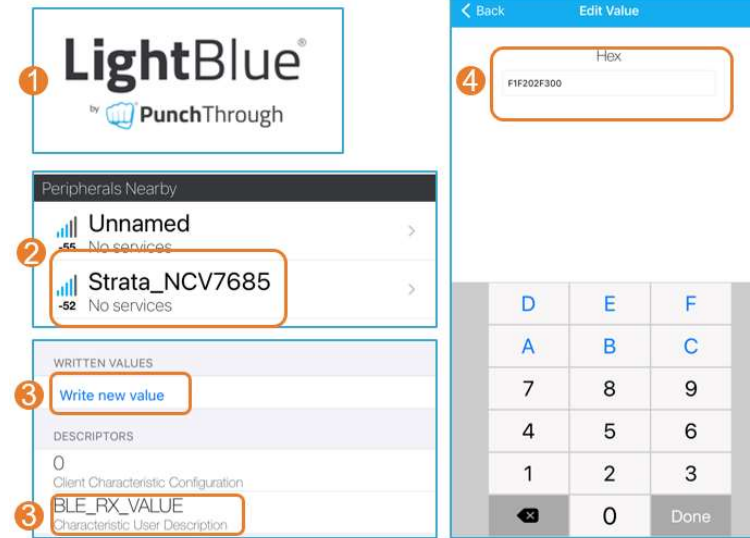 1
LightBlue®
by PunchThrough
Peripherals Nearby
Unnamed
-55 No services
2
Strata_NCV7685
-52 No services
WRITTEN VALUES
3
Write new value
DESCRIPTORS
0
Client Characteristic Configuration
3
BLE_RX_VALUE
Characteristic User Description
Back Edit Value
4
Hex
F1F202F300
D E F
A B C
7 8 9
4 5 6
1 2 3
0 Done